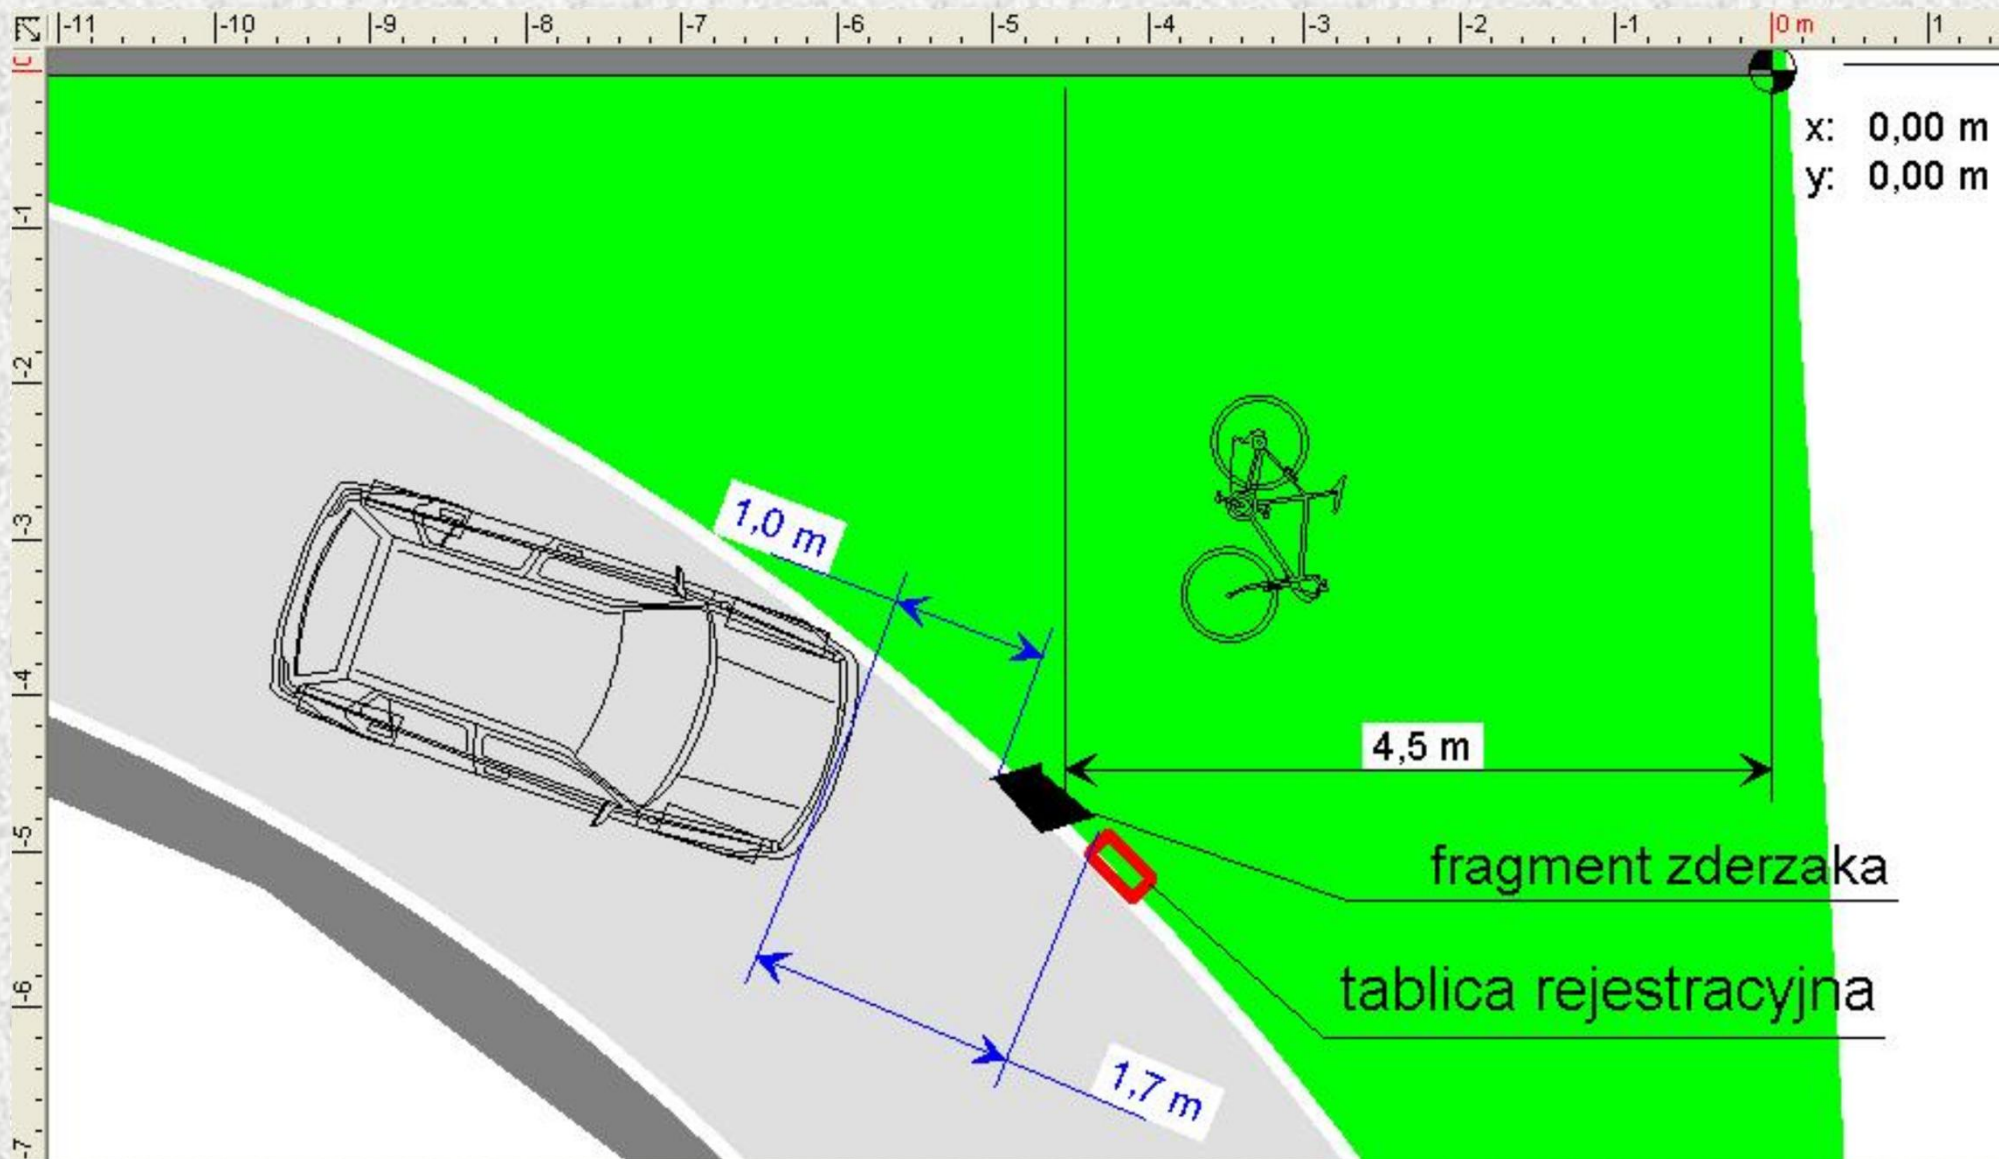 -11 -10 -9 -8 -7 -6 -5 -4 -3 -2 -1 0 m 1
0
-1
-2
-3
-4
-5
-6
-7
x: 0,00 m
y: 0,00 m
1,0 m
4,5 m
fragment zderzaka
tablica rejestracyjna
1,7 m